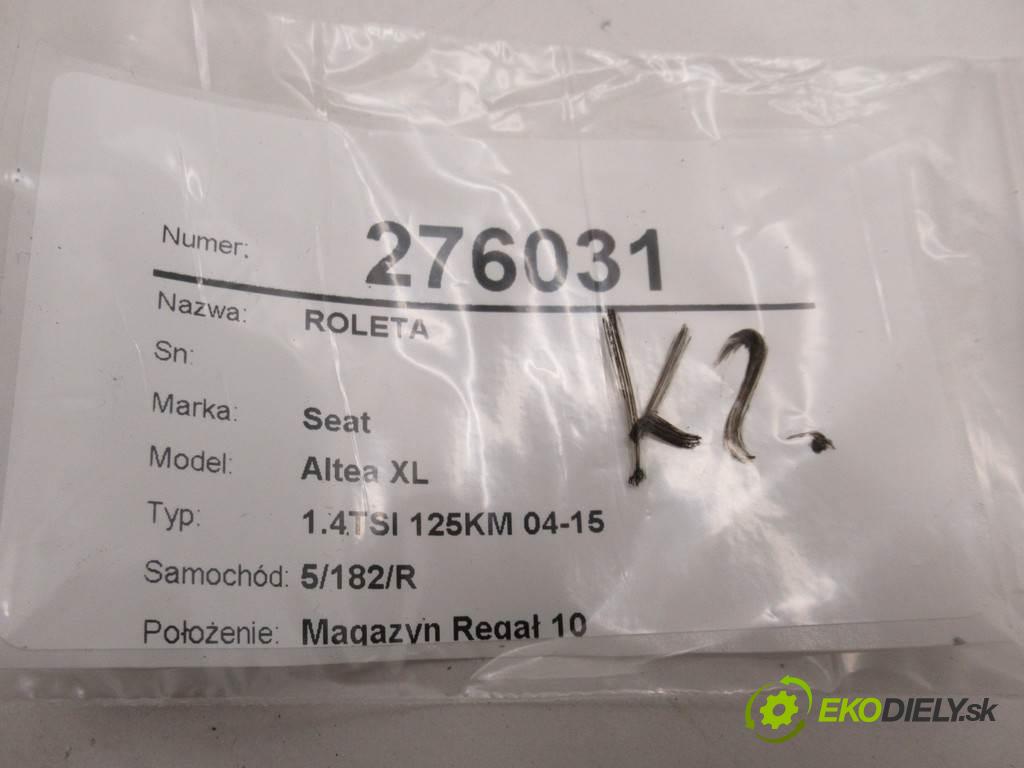 Numer: 276031
Nazwa: ROLETA
Sn:
Marka: Seat
Model: Altea XL
Typ: 1.4TSI 125KM 04-15
Samochód: 5/182/R
Położenie: Magazyn Regał 10
EKODIELY.sk